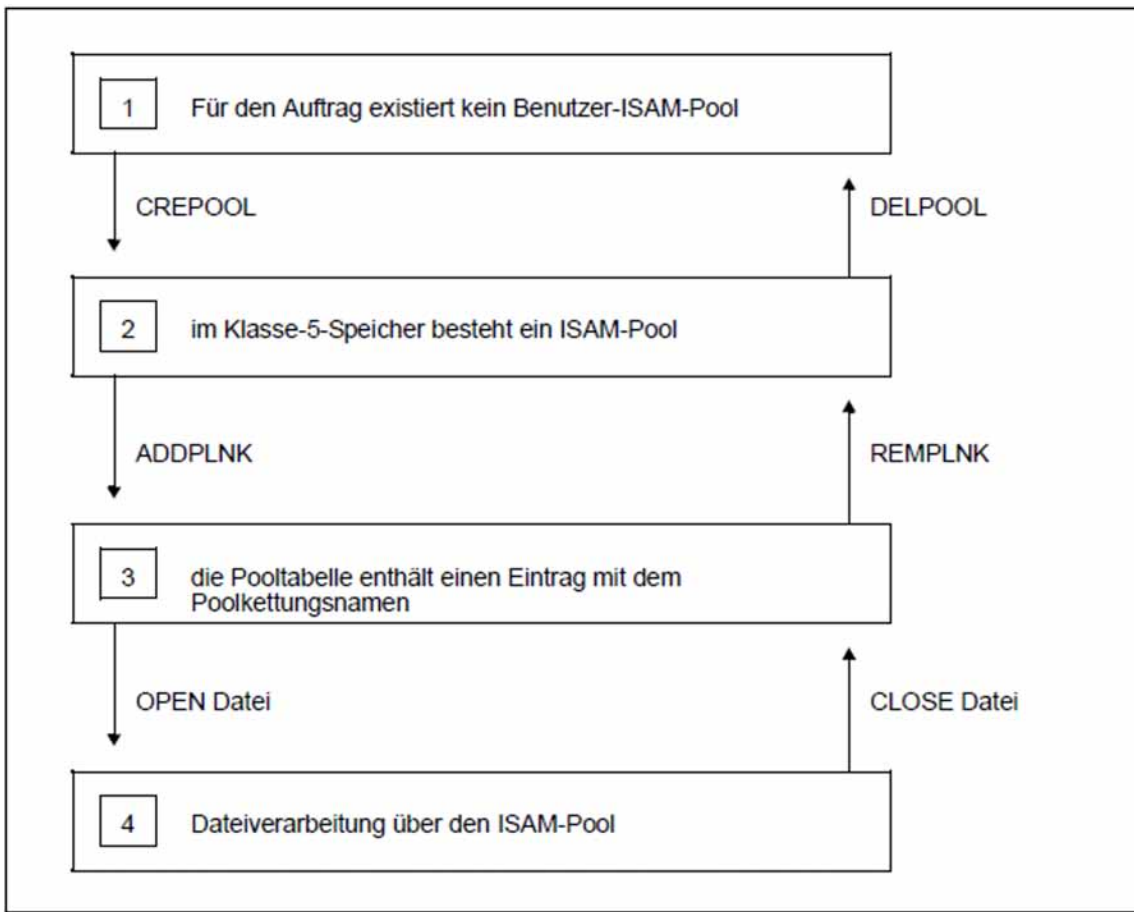 1 Für den Auftrag existiert kein Benutzer-ISAM-Pool
CREPOOL
DELPOOL
2 im Klasse-5-Speicher besteht ein ISAM-Pool
ADDPLNK
REMPLNK
3 die Pooltabelle enthält einen Eintrag mit dem
Poolkettungsnamen
OPEN Datei
CLOSE Datei
4 Dateiverarbeitung über den ISAM-Pool